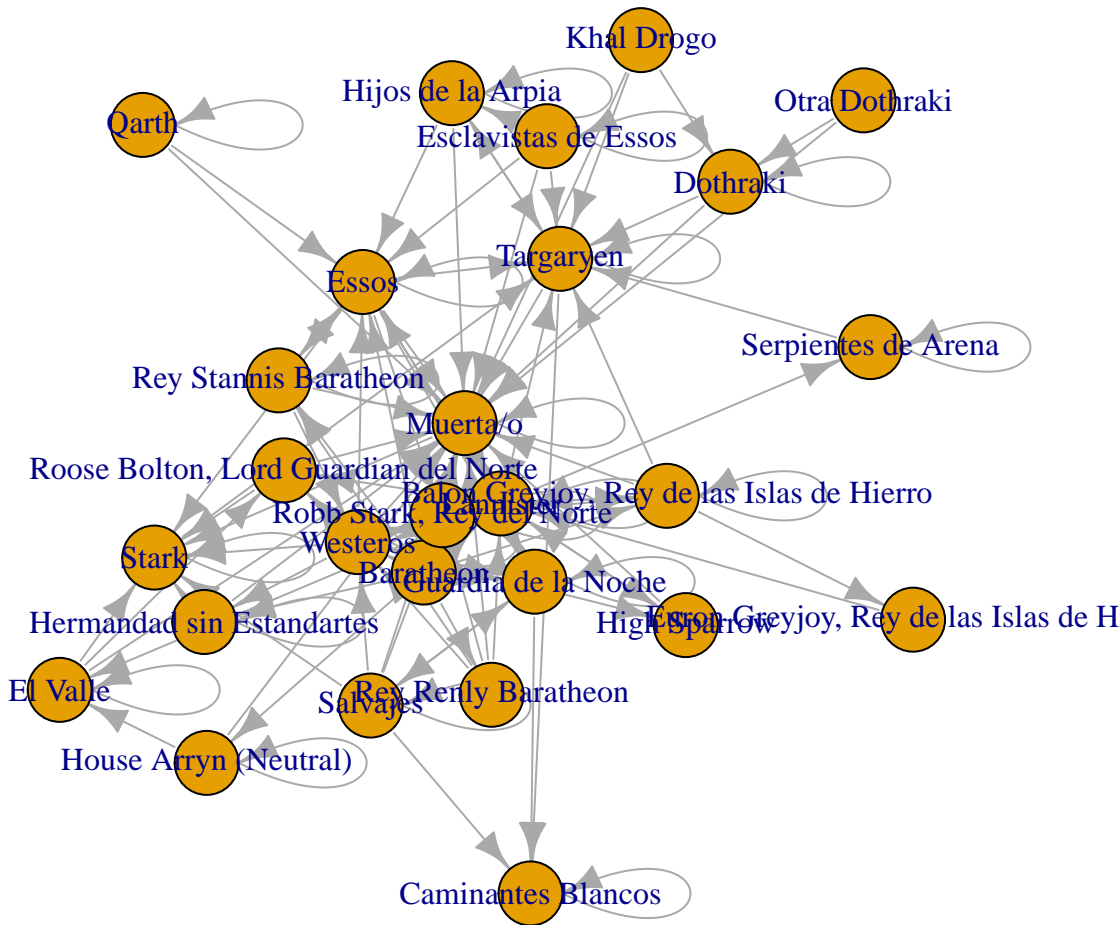 Khal Drogo
Hijos de la Arpia
Otra Dothraki
Qarth
Esclavistas de Essos
Dothraki
Targaryen
Essos
Serpientes de Arena
Rey Stannis Baratheon
Muerta/o
Roose Bolton, Lord Guardian del Norte
Balon Greyjoy, Rey de las Islas de Hierro
Lannister
Robb Stark, Rey del Norte
Westeros
Stark
Baratheon
Guardia de la Noche
Hermandad sin Estandartes
High Sparrow
Euron Greyjoy, Rey de las Islas de H
El Valle
Rey Renly Baratheon
Salvajes
House Arryn (Neutral)
Caminantes Blancos